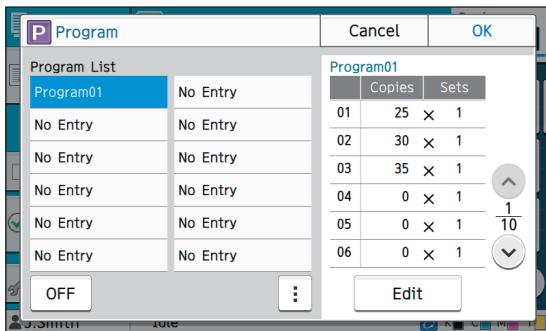 P Program
Cancel
OK
Program List
Program01
No Entry
No Entry
No Entry
No Entry
No Entry
No Entry
No Entry
No Entry
No Entry
No Entry
No Entry
OFF
Program01
Copies Sets
01 25 × 1
02 30 × 1
03 35 × 1
04 0 × 1
05 0 × 1
06 0 × 1
1
10
Edit
J.Smith Idle